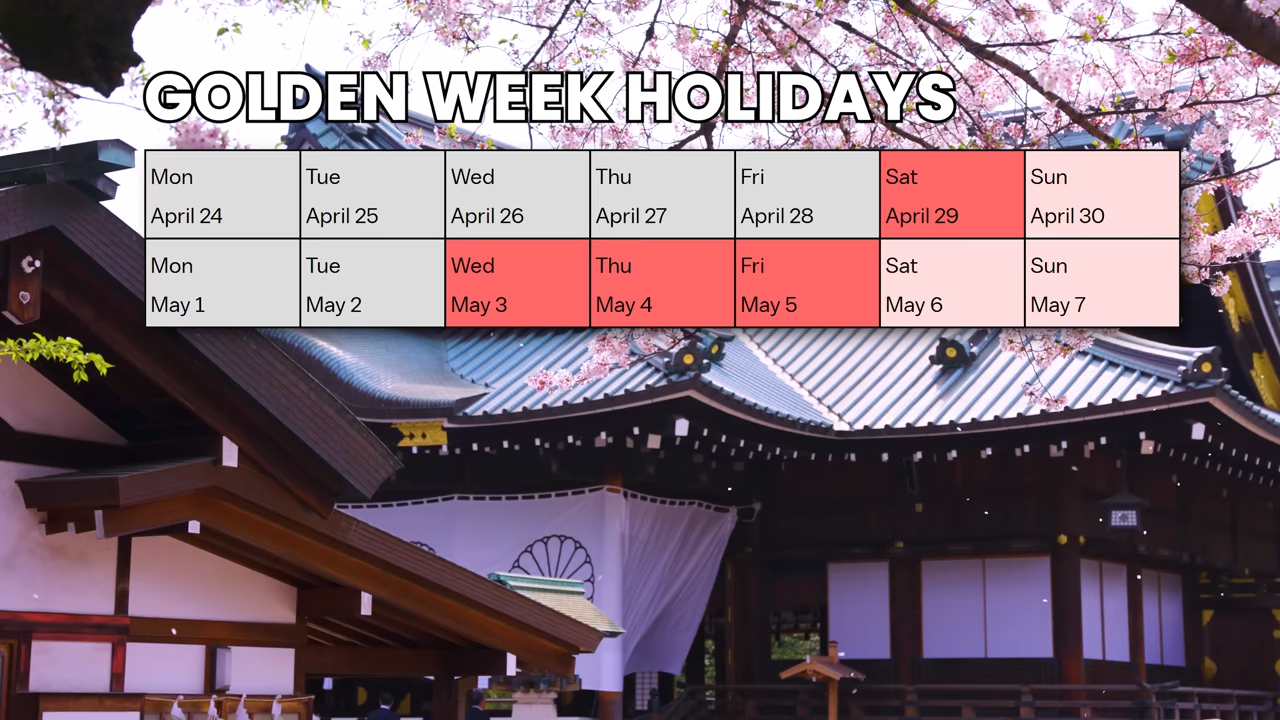 GOLDEN WEEK HOLIDAYS
Mon Tue Wed Thu Fri Sat Sun
April 24 April 25 April 26 April 27 April 28 April 29 April 30
Mon Tue Wed Thu Fri Sat Sun
May 1 May 2 May 3 May 4 May 5 May 6 May 7